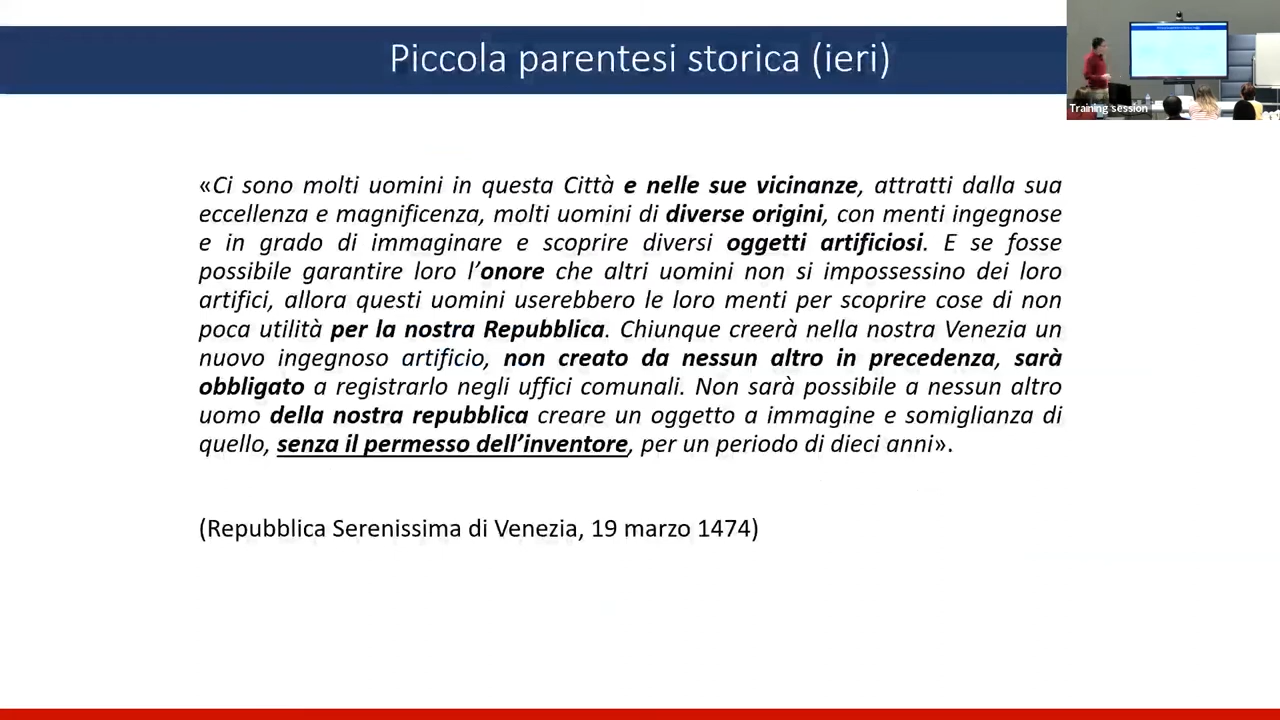 Piccola parentesi storica (ieri)
Training session
«Ci sono molti uomini in questa Città e nelle sue vicinanze, attratti dalla sua
eccellenza e magnificenza, molti uomini di diverse origini, con menti ingegnose
e in grado di immaginare e scoprire diversi oggetti artificiosi. E se fosse
possibile garantire loro l’onore che altri uomini non si impossessino dei loro
artifici, allora questi uomini userebbero le loro menti per scoprire cose di non
poca utilità per la nostra Repubblica. Chiunque creerà nella nostra Venezia un
nuovo ingegnoso artificio, non creato da nessun altro in precedenza, sarà
obbligato a registrarlo negli uffici comunali. Non sarà possibile a nessun altro
uomo della nostra repubblica creare un oggetto a immagine e somiglianza di
quello, senza il permesso dell’inventore, per un periodo di dieci anni».
(Repubblica Serenissima di Venezia, 19 marzo 1474)